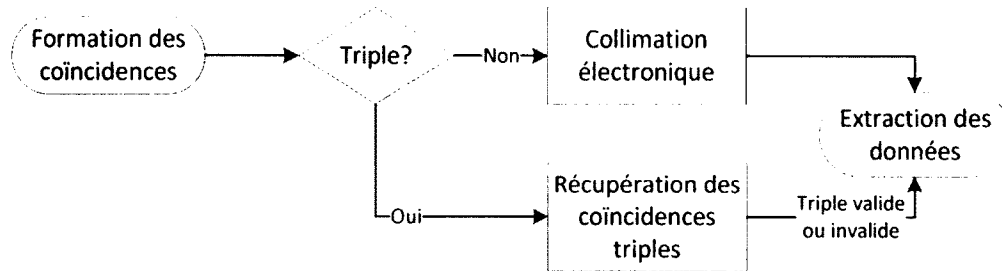 Formation des
coïncidences
Triple?
Non
Collimation
électronique
Extraction des
données
Oui
Récupération des
coïncidences
triples
Triple valide
ou invalide